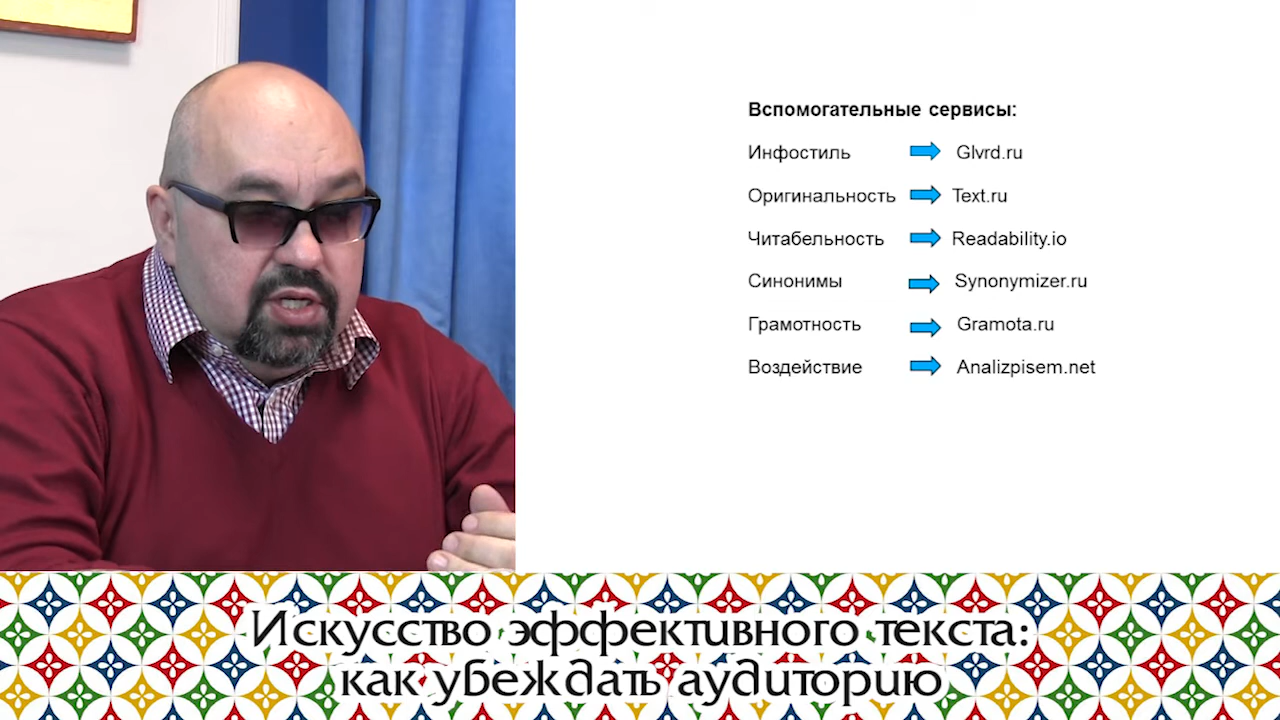 Вспомогательные сервисы:
Инфостиль Glvrd.ru
Оригинальность Text.ru
Читабельность Readability.io
Синонимы Synonymizer.ru
Грамотность Gramota.ru
Воздействие Analizpisem.net
Искусство эффективного текста:
как убеждать аудиторию